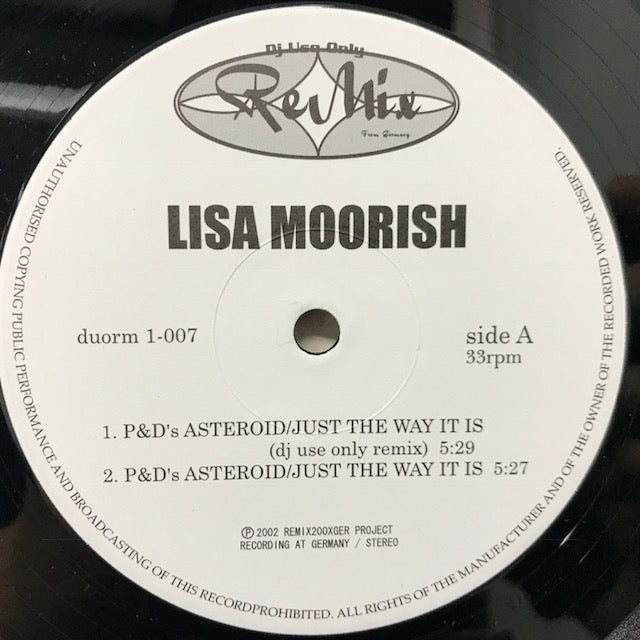 Dj Use Only
ReMix
From Germany
LISA MOORISH
duorm 1-007
side A
33rpm
1. P&D's ASTEROID/JUST THE WAY IT IS
(dj use only remix) 5:29
2. P&D's ASTEROID/JUST THE WAY IT IS 5:27
Ⓟ 2002 REMIX200XGER PROJECT
RECORDING AT GERMANY / STEREO
UNAUTHORISED COPYING PUBLIC PERFORMANCE AND BROADCASTING OF THIS RECORDPROHIBITED. ALL RIGHTS OF THE MANUFACTURER AND OF THE OWNER OF THE RECORDED WORK RESERVED.